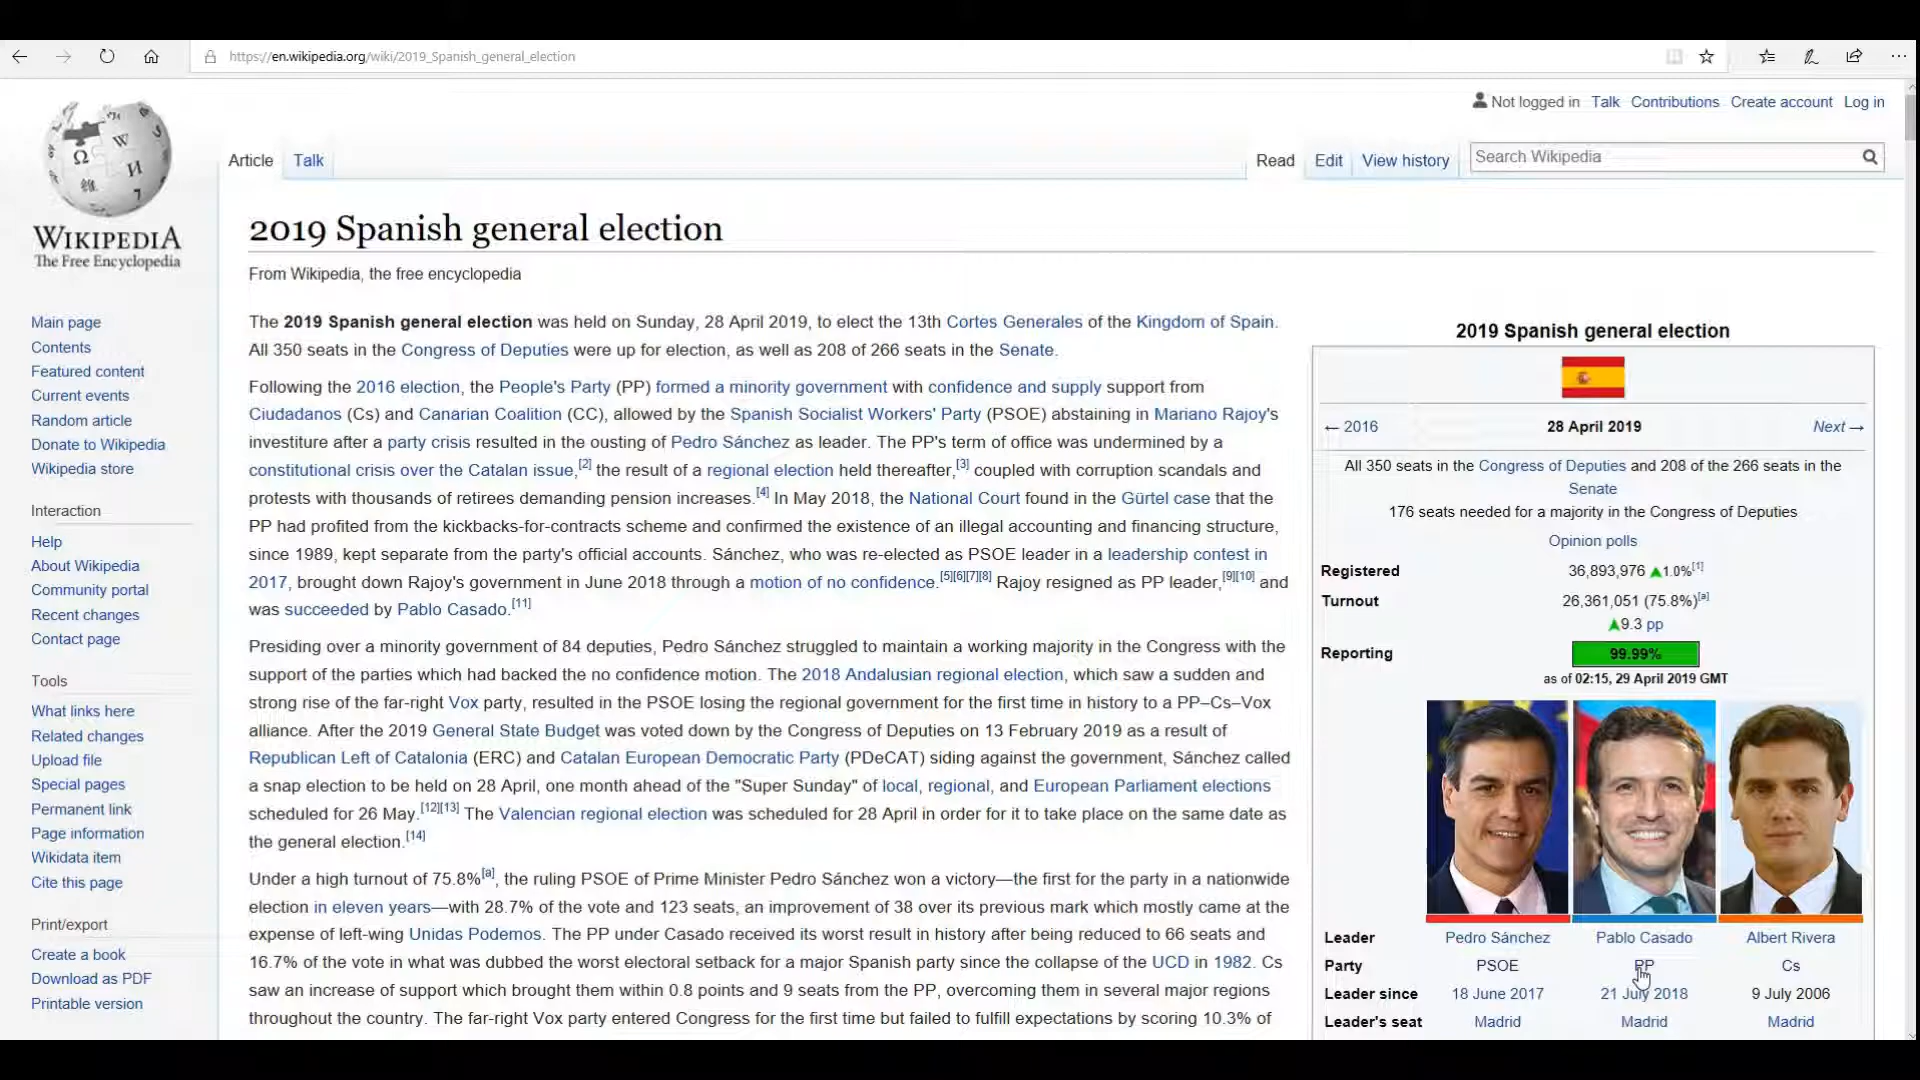 https://en.wikipedia.org/wiki/2019_Spanish_general_election
Not logged in Talk Contributions Create account Log in
Article Talk
Read Edit View history Search Wikipedia
WIKIPEDIA
The Free Encyclopedia
Main page
Contents
Featured content
Current events
Random article
Donate to Wikipedia
Wikipedia store
Interaction
Help
About Wikipedia
Community portal
Recent changes
Contact page
Tools
What links here
Related changes
Upload file
Special pages
Permanent link
Page information
Wikidata item
Cite this page
Print/export
Create a book
Download as PDF
Printable version
2019 Spanish general election
From Wikipedia, the free encyclopedia
The 2019 Spanish general election was held on Sunday, 28 April 2019, to elect the 13th Cortes Generales of the Kingdom of Spain.
All 350 seats in the Congress of Deputies were up for election, as well as 208 of 266 seats in the Senate.
Following the 2016 election, the People's Party (PP) formed a minority government with confidence and supply support from
Ciudadanos (Cs) and Canarian Coalition (CC), allowed by the Spanish Socialist Workers' Party (PSOE) abstaining in Mariano Rajoy's
investiture after a party crisis resulted in the ousting of Pedro Sánchez as leader. The PP's term of office was undermined by a
constitutional crisis over the Catalan issue,[2] the result of a regional election held thereafter,[3] coupled with corruption scandals and
protests with thousands of retirees demanding pension increases.[4] In May 2018, the National Court found in the Gürtel case that the
PP had profited from the kickbacks-for-contracts scheme and confirmed the existence of an illegal accounting and financing structure,
since 1989, kept separate from the party's official accounts. Sánchez, who was re-elected as PSOE leader in a leadership contest in
2017, brought down Rajoy's government in June 2018 through a motion of no confidence.[5][6][7][8] Rajoy resigned as PP leader,[9][10] and
was succeeded by Pablo Casado.[11]
Presiding over a minority government of 84 deputies, Pedro Sánchez struggled to maintain a working majority in the Congress with the
support of the parties which had backed the no confidence motion. The 2018 Andalusian regional election, which saw a sudden and
strong rise of the far-right Vox party, resulted in the PSOE losing the regional government for the first time in history to a PP–Cs–Vox
alliance. After the 2019 General State Budget was voted down by the Congress of Deputies on 13 February 2019 as a result of
Republican Left of Catalonia (ERC) and Catalan European Democratic Party (PDeCAT) siding against the government, Sánchez called
a snap election to be held on 28 April, one month ahead of the "Super Sunday" of local, regional, and European Parliament elections
scheduled for 26 May.[12][13] The Valencian regional election was scheduled for 28 April in order for it to take place on the same date as
the general election.[14]
Under a high turnout of 75.8%[a], the ruling PSOE of Prime Minister Pedro Sánchez won a victory—the first for the party in a nationwide
election in eleven years—with 28.7% of the vote and 123 seats, an improvement of 38 over its previous mark which mostly came at the
expense of left-wing Unidas Podemos. The PP under Casado received its worst result in history after being reduced to 66 seats and
16.7% of the vote in what was dubbed the worst electoral setback for a major Spanish party since the collapse of the UCD in 1982. Cs
saw an increase of support which brought them within 0.8 points and 9 seats from the PP, overcoming them in several major regions
throughout the country. The far-right Vox party entered Congress for the first time but failed to fulfill expectations by scoring 10.3% of
2019 Spanish general election
← 2016 28 April 2019 Next →
All 350 seats in the Congress of Deputies and 208 of the 266 seats in the
Senate
176 seats needed for a majority in the Congress of Deputies
Opinion polls
Registered 36,893,976 ▲1.0%[1]
Turnout 26,361,051 (75.8%)[a]
▲9.3 pp
Reporting 99.99%
as of 02:15, 29 April 2019 GMT
Leader Pedro Sánchez Pablo Casado Albert Rivera
Party PSOE PP Cs
Leader since 18 June 2017 21 July 2018 9 July 2006
Leader's seat Madrid Madrid Madrid